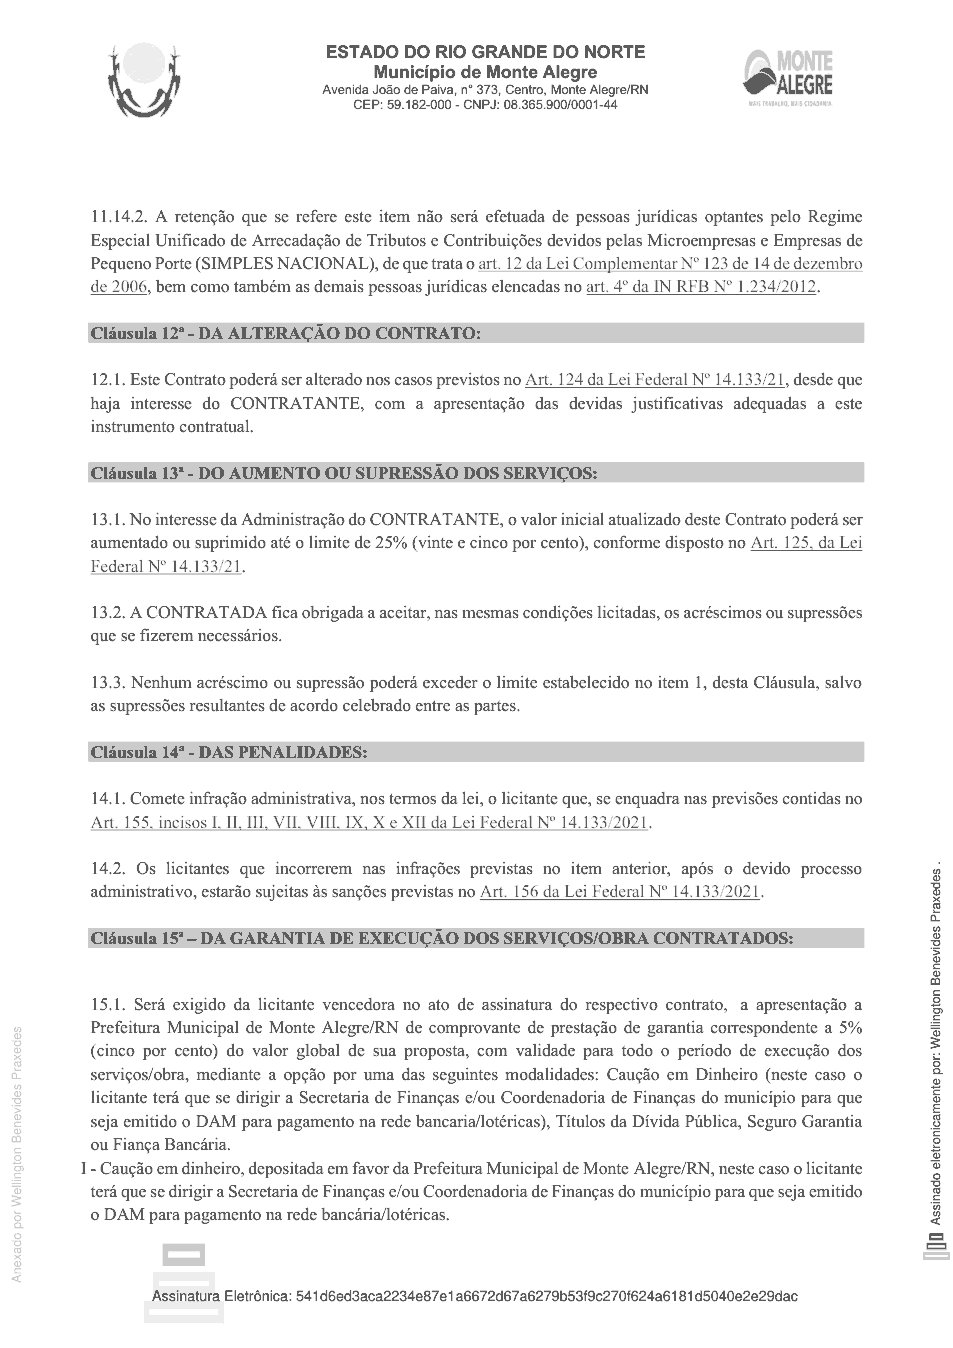 ESTADO DO RIO GRANDE DO NORTE
Município de Monte Alegre
Avenida João de Paiva, n° 373, Centro, Monte Alegre/RN
CEP: 59.182-000 - CNPJ: 08.365.900/0001-44
MONTE
ALEGRE
MAIS TRABALHO, MAIS CIDADANIA.
11.14.2. A retenção que se refere este item não será efetuada de pessoas jurídicas optantes pelo Regime
Especial Unificado de Arrecadação de Tributos e Contribuições devidos pelas Microempresas e Empresas de
Pequeno Porte (SIMPLES NACIONAL), de que trata o art. 12 da Lei Complementar Nº 123 de 14 de dezembro
de 2006, bem como também as demais pessoas jurídicas elencadas no art. 4º da IN RFB Nº 1.234/2012.
Cláusula 12ª - DA ALTERAÇÃO DO CONTRATO:
12.1. Este Contrato poderá ser alterado nos casos previstos no Art. 124 da Lei Federal Nº 14.133/21, desde que
haja interesse do CONTRATANTE, com a apresentação das devidas justificativas adequadas a este
instrumento contratual.
Cláusula 13ª - DO AUMENTO OU SUPRESSÃO DOS SERVIÇOS:
13.1. No interesse da Administração do CONTRATANTE, o valor inicial atualizado deste Contrato poderá ser
aumentado ou suprimido até o limite de 25% (vinte e cinco por cento), conforme disposto no Art. 125, da Lei
Federal Nº 14.133/21.
13.2. A CONTRATADA fica obrigada a aceitar, nas mesmas condições licitadas, os acréscimos ou supressões
que se fizerem necessários.
13.3. Nenhum acréscimo ou supressão poderá exceder o limite estabelecido no item 1, desta Cláusula, salvo
as supressões resultantes de acordo celebrado entre as partes.
Cláusula 14ª - DAS PENALIDADES:
14.1. Comete infração administrativa, nos termos da lei, o licitante que, se enquadra nas previsões contidas no
Art. 155, incisos I, II, III, VII, VIII, IX, X e XII da Lei Federal Nº 14.133/2021.
14.2. Os licitantes que incorrerem nas infrações previstas no item anterior, após o devido processo
administrativo, estarão sujeitas às sanções previstas no Art. 156 da Lei Federal Nº 14.133/2021.
Cláusula 15ª – DA GARANTIA DE EXECUÇÃO DOS SERVIÇOS/OBRA CONTRATADOS:
15.1. Será exigido da licitante vencedora no ato de assinatura do respectivo contrato, a apresentação a
Prefeitura Municipal de Monte Alegre/RN de comprovante de prestação de garantia correspondente a 5%
(cinco por cento) do valor global de sua proposta, com validade para todo o período de execução dos
serviços/obra, mediante a opção por uma das seguintes modalidades: Caução em Dinheiro (neste caso o
licitante terá que se dirigir a Secretaria de Finanças e/ou Coordenadoria de Finanças do município para que
seja emitido o DAM para pagamento na rede bancaria/lotéricas), Títulos da Dívida Pública, Seguro Garantia
ou Fiança Bancária.
I - Caução em dinheiro, depositada em favor da Prefeitura Municipal de Monte Alegre/RN, neste caso o licitante
terá que se dirigir a Secretaria de Finanças e/ou Coordenadoria de Finanças do município para que seja emitido
o DAM para pagamento na rede bancária/lotéricas.
Assinatura Eletrônica: 541d6ed3aca2234e87e1a6672d67a6279b53f9c270f624a6181d5040e2e29dac
Anexado por Wellington Benevides Praxedes
Assinado eletronicamente por: Wellington Benevides Praxedes .